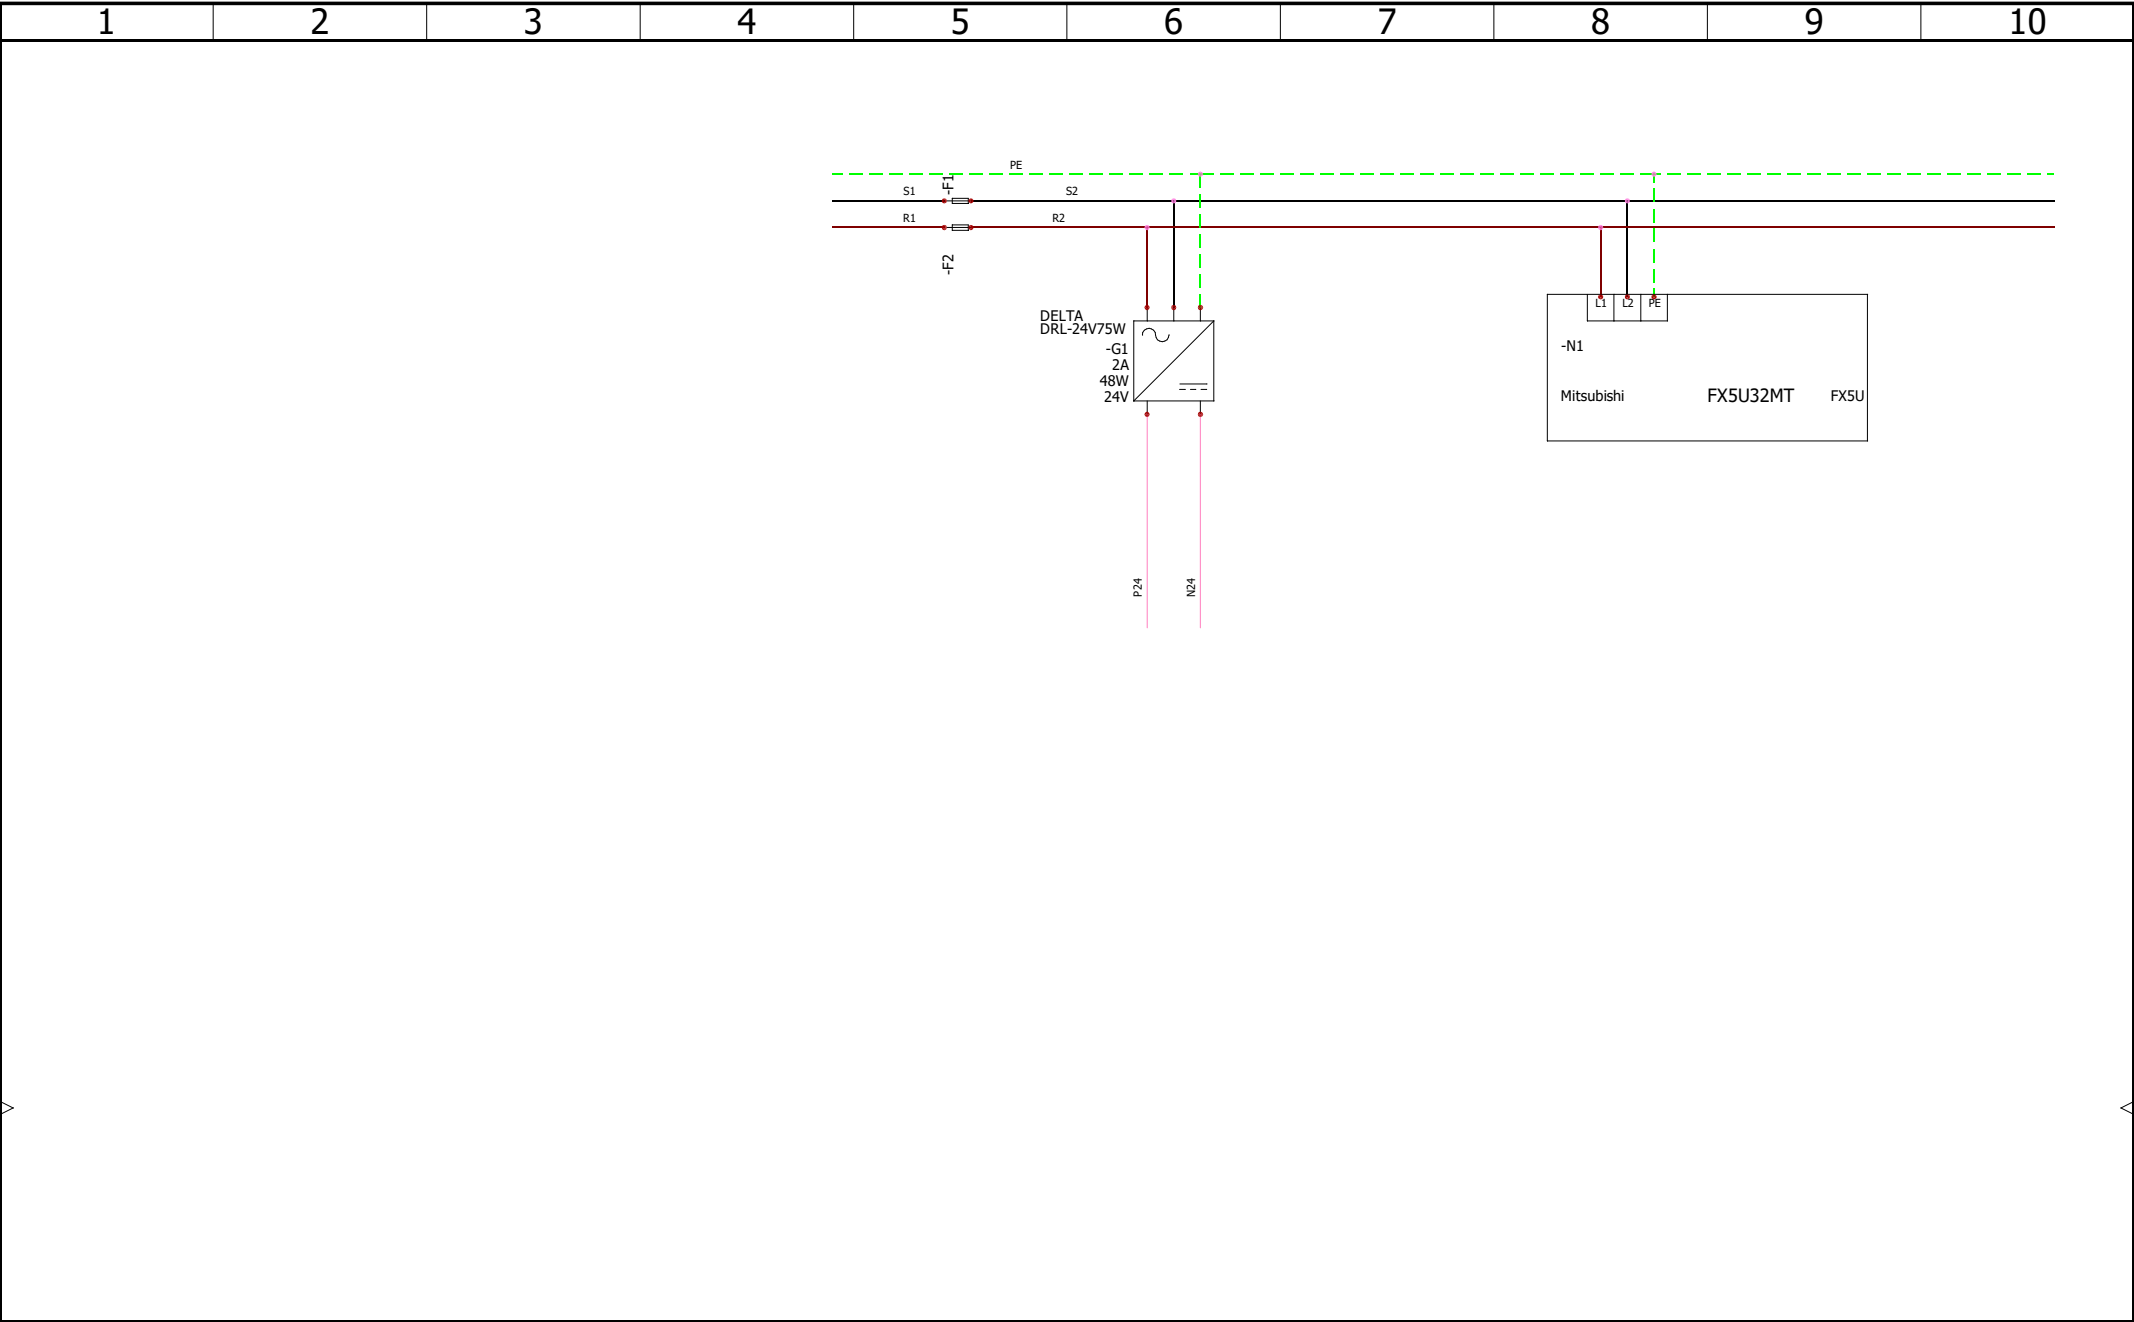 1 2 3 4 5 6 7 8 9 10
PE
S1 -F1 S2
R1 R2
-F2
L1 L2 PE
DELTA
DRL-24V75W
-G1
2A
48W
24V
-N1
Mitsubishi FX5U32MT FX5U
P24 N24